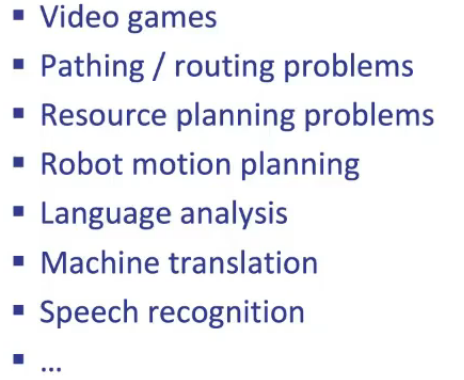 ▪ Video games
▪ Pathing / routing problems
▪ Resource planning problems
▪ Robot motion planning
▪ Language analysis
▪ Machine translation
▪ Speech recognition
▪ ...